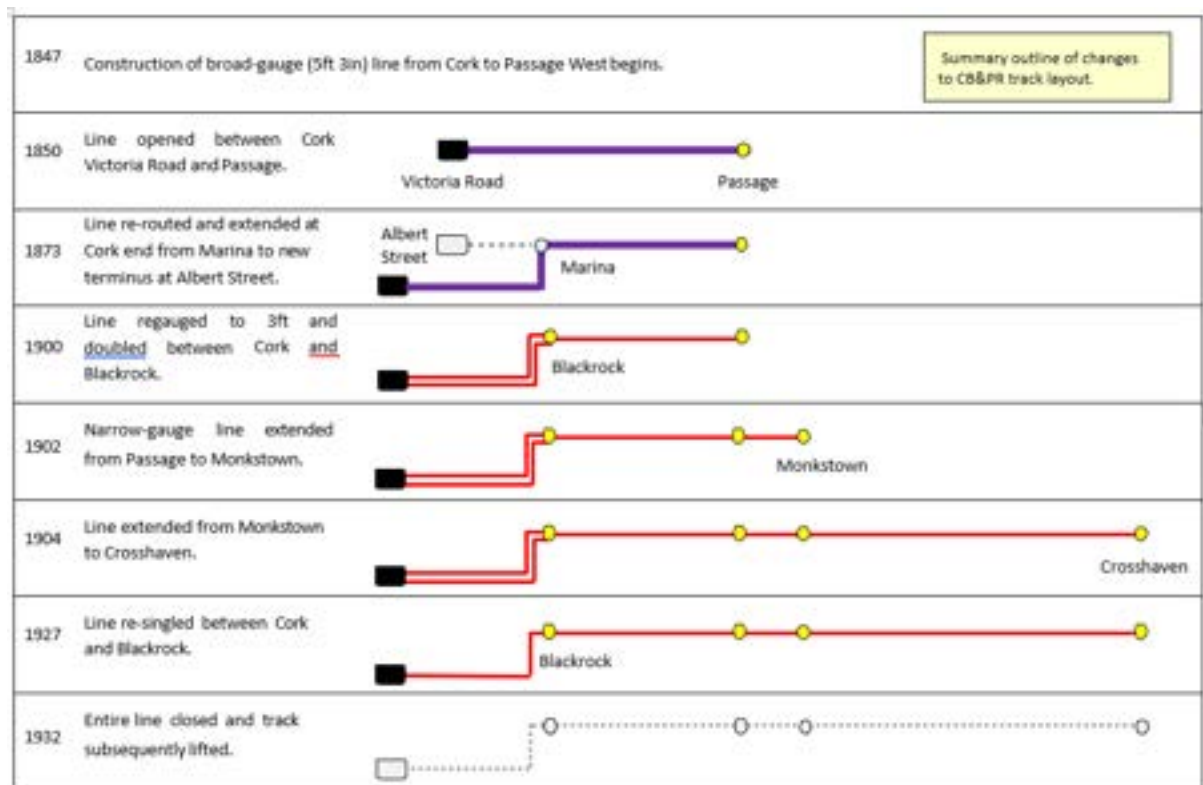 1847
Construction of broad-gauge (5ft 3in) line from Cork to Passage West begins.
Summary outline of changes
to CB&PR track layout.
1850
Line opened between Cork
Victoria Road and Passage.
Victoria Road
Passage
1873
Line re-routed and extended at
Cork end from Marina to new
terminus at Albert Street.
Albert
Street
Marina
1900
Line regauged to 3ft and
doubled between Cork and
Blackrock.
Blackrock
1902
Narrow-gauge line extended
from Passage to Monkstown.
Monkstown
1904
Line extended from Monkstown
to Crosshaven.
Crosshaven
1927
Line re-singled between Cork
and Blackrock.
Blackrock
1932
Entire line closed and track
subsequently lifted.